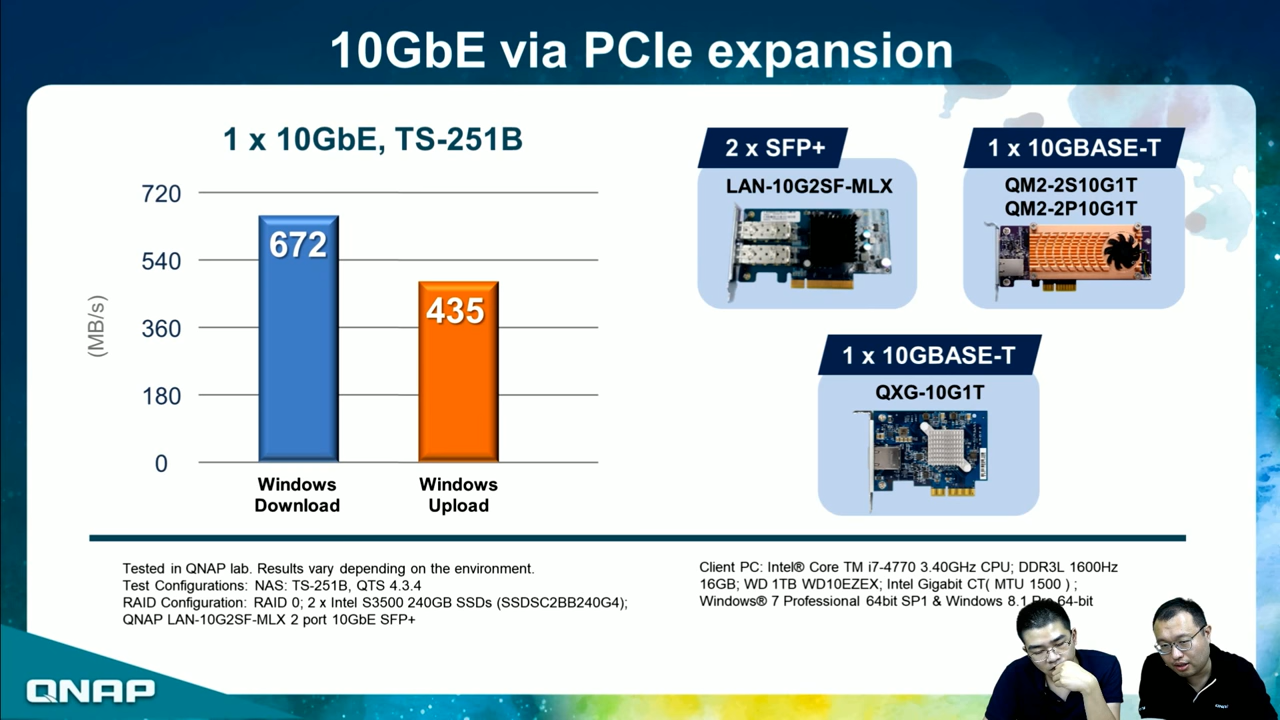 10GbE via PCIe expansion
1 x 10GbE, TS-251B
720
540
360
180
0
(MB/s)
672
435
Windows
Download
Windows
Upload
2 x SFP+
LAN-10G2SF-MLX
1 x 10GBASE-T
QM2-2S10G1T
QM2-2P10G1T
1 x 10GBASE-T
QXG-10G1T
Tested in QNAP lab. Results vary depending on the environment.
Test Configurations: NAS: TS-251B, QTS 4.3.4
RAID Configuration: RAID 0; 2 x Intel S3500 240GB SSDs (SSDSC2BB240G4);
QNAP LAN-10G2SF-MLX 2 port 10GbE SFP+
Client PC: Intel® Core TM i7-4770 3.40GHz CPU; DDR3L 1600Hz
16GB; WD 1TB WD10EZEX; Intel Gigabit CT( MTU 1500 ) ;
Windows® 7 Professional 64bit SP1 & Windows 8.1 Pro 64-bit
QNAP